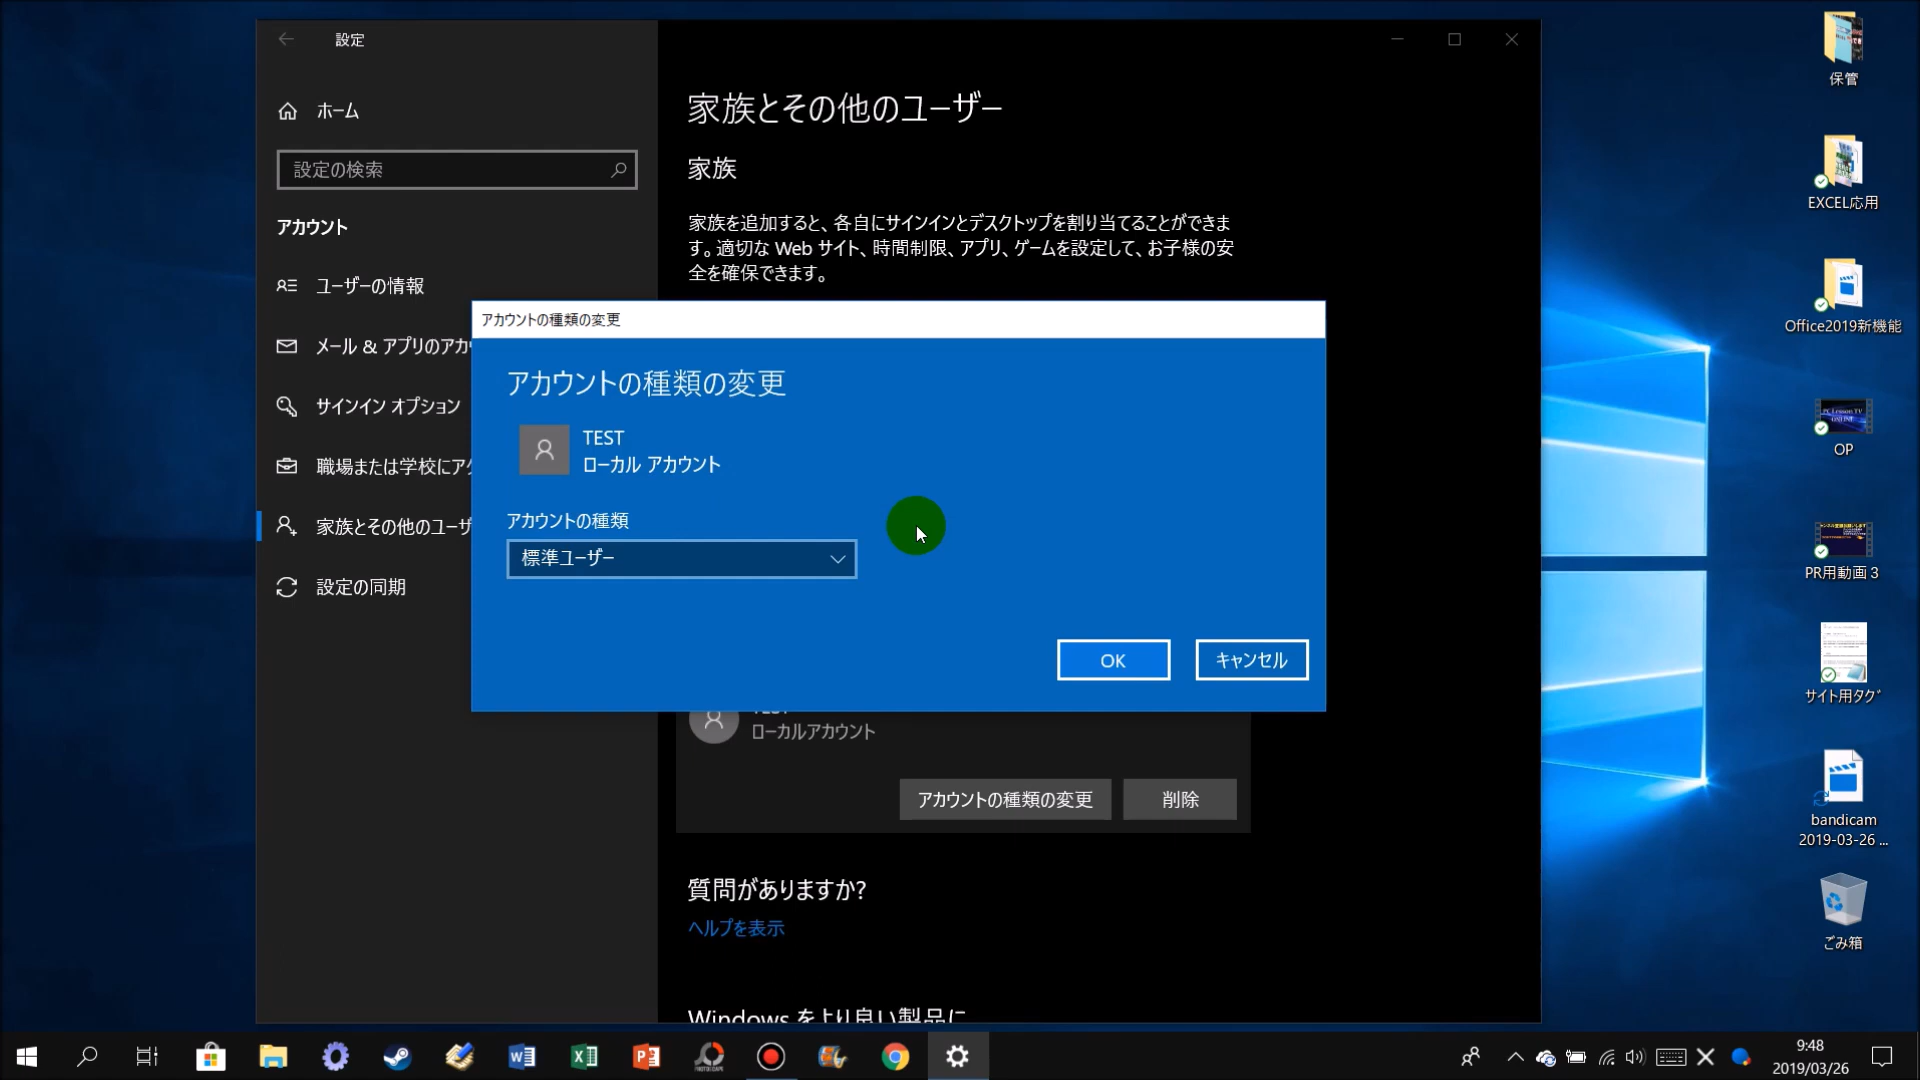 設定
ホーム
設定の検索
アカウント
ユーザーの情報
メール & アプリのアカ
サインイン オプション
職場または学校にア
家族とその他のユーザ
設定の同期
家族とその他のユーザー
家族
家族を追加すると、各自にサインインとデスクトップを割り当てることができま
す。適切な Web サイト、時間制限、アプリ、ゲームを設定して、お子様の安
全を確保できます。
アカウントの種類の変更
アカウントの種類の変更
TEST
ローカル アカウント
アカウントの種類
標準ユーザー
OK
キャンセル
ローカルアカウント
アカウントの種類の変更
削除
質問がありますか?
ヘルプを表示
Windows をより良い製品に
保管
EXCEL応用
Office2019新機能
OP
PR用動画３
サイト用タグ
bandicam
2019-03-26 ...
ごみ箱
9:48
2019/03/26